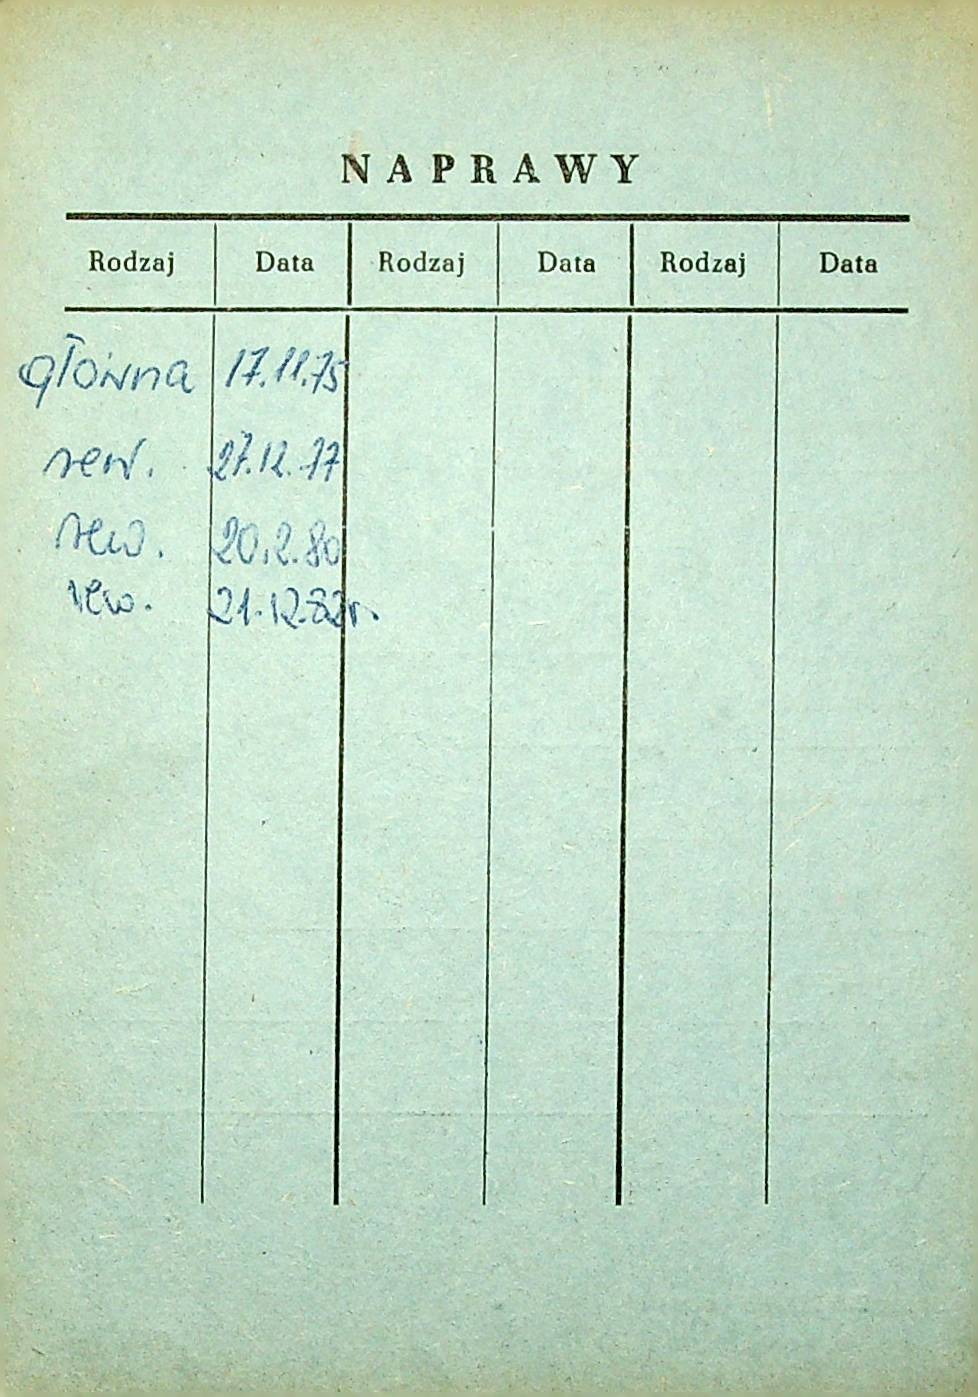 NAPRAWY
Rodzaj Data Rodzaj Data Rodzaj Data
główna 17.11.75
rew. 27.12.77
rew. 20.2.80
rew. 21.12.82r.